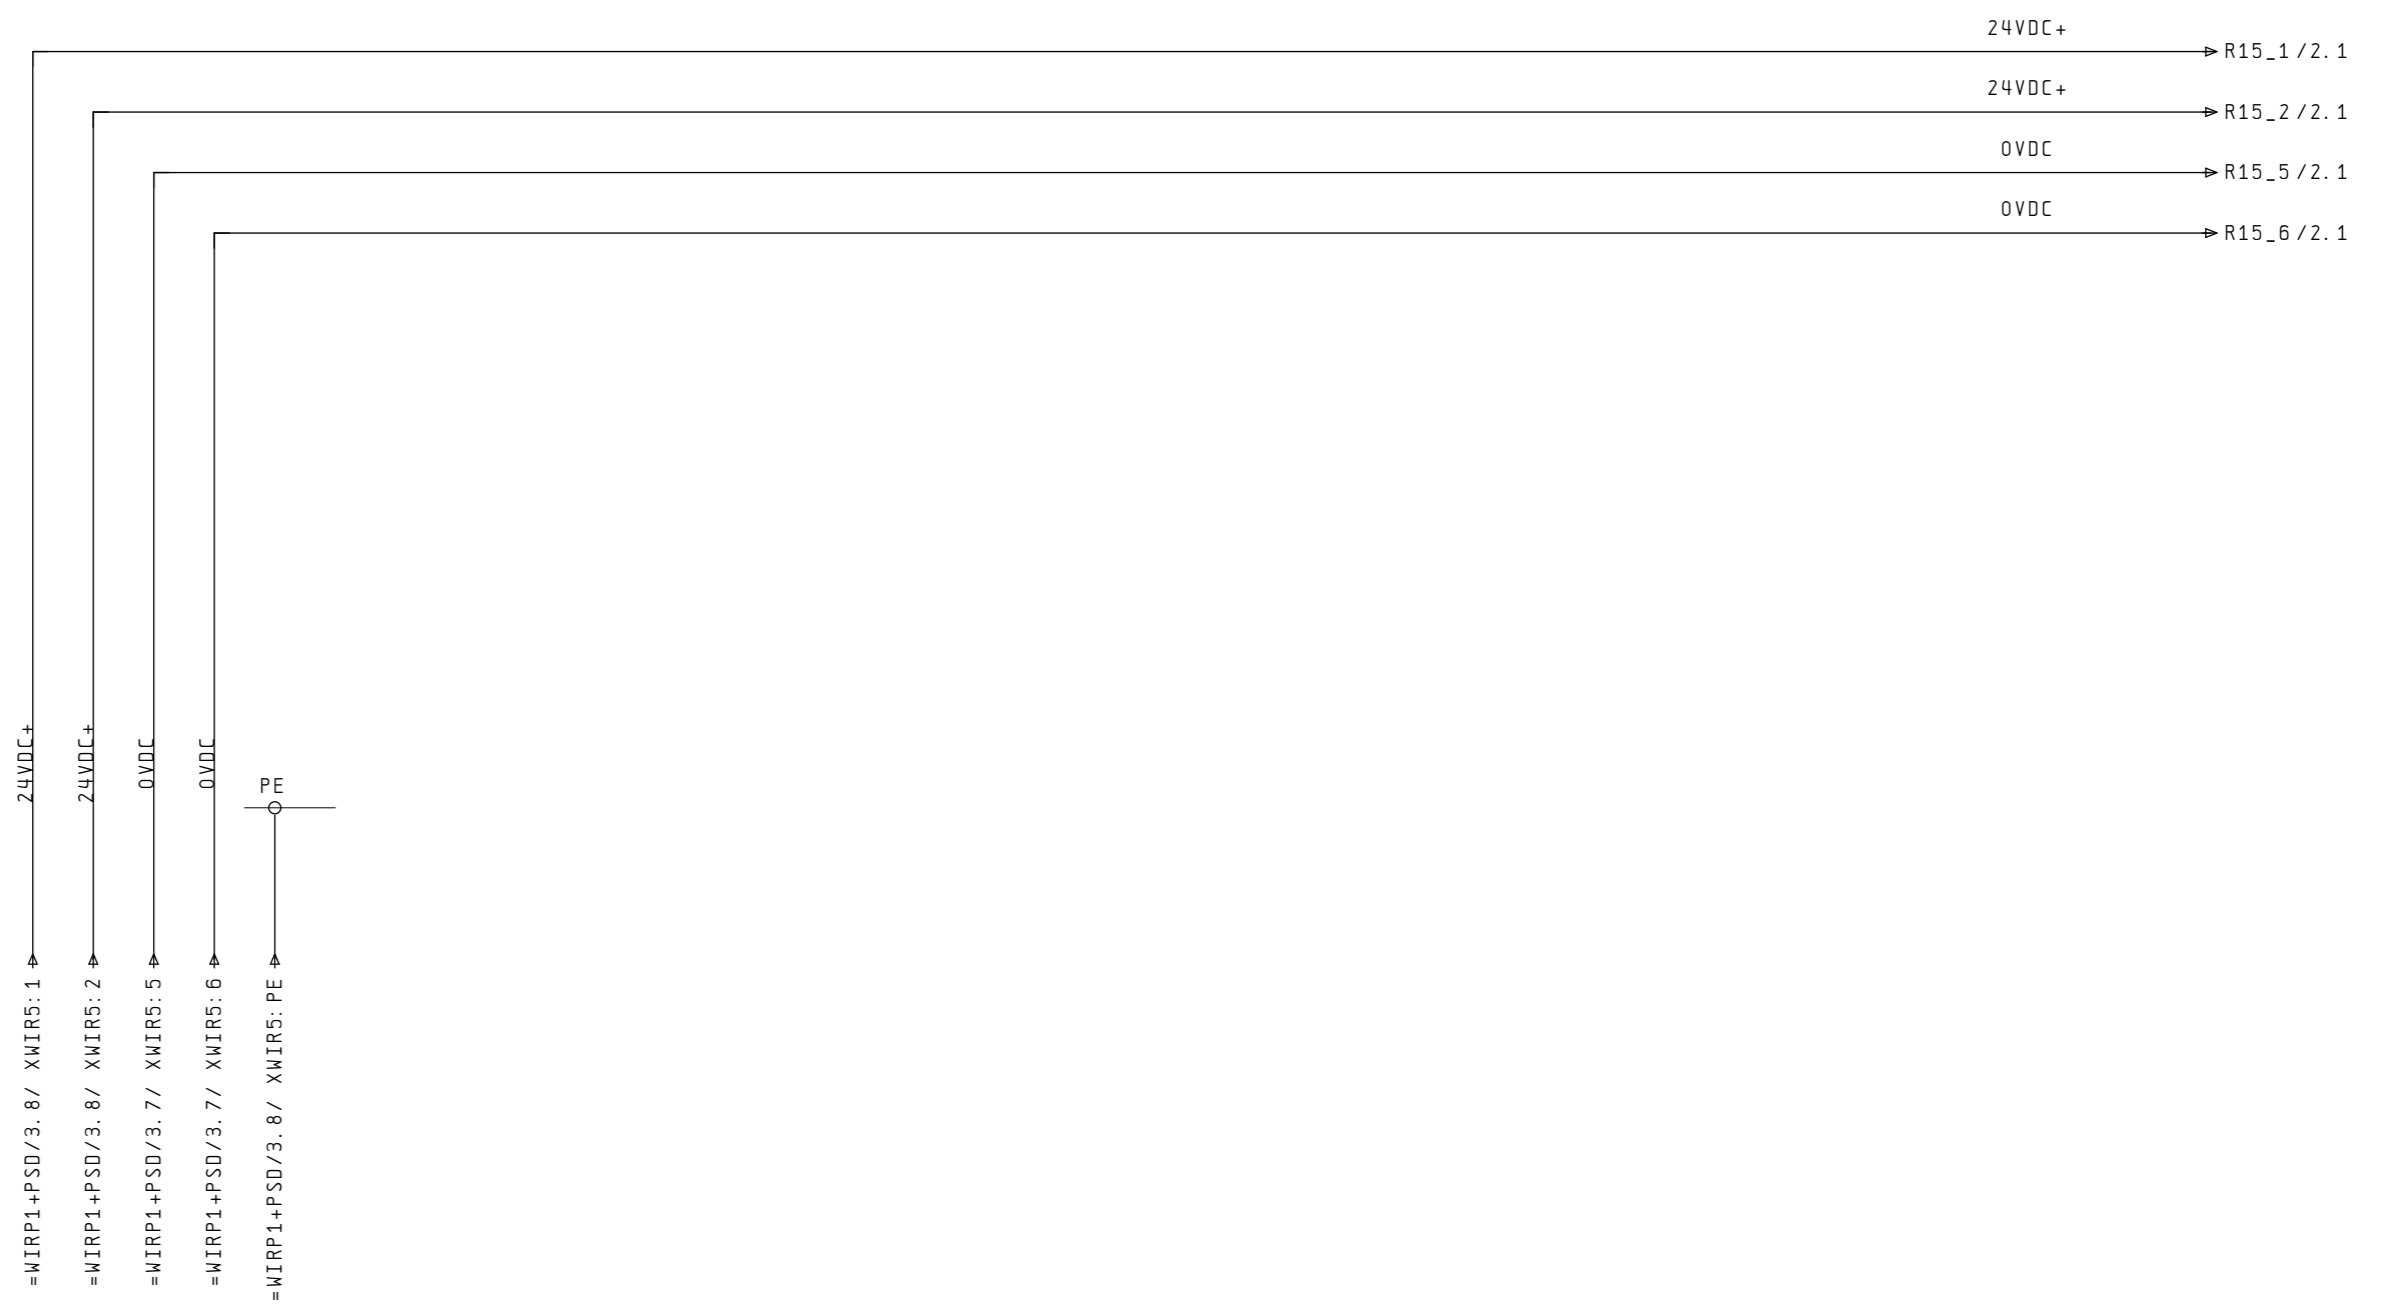 24VDC+
R15_1/2.1
24VDC+
R15_2/2.1
0VDC
R15_5/2.1
0VDC
R15_6/2.1
24VDC+
24VDC+
0VDC
0VDC
PE
=WIRP1+PSD/3.8/ XWIR5:1
=WIRP1+PSD/3.8/ XWIR5:2
=WIRP1+PSD/3.7/ XWIR5:5
=WIRP1+PSD/3.7/ XWIR5:6
=WIRP1+PSD/3.8/ XWIR5:PE